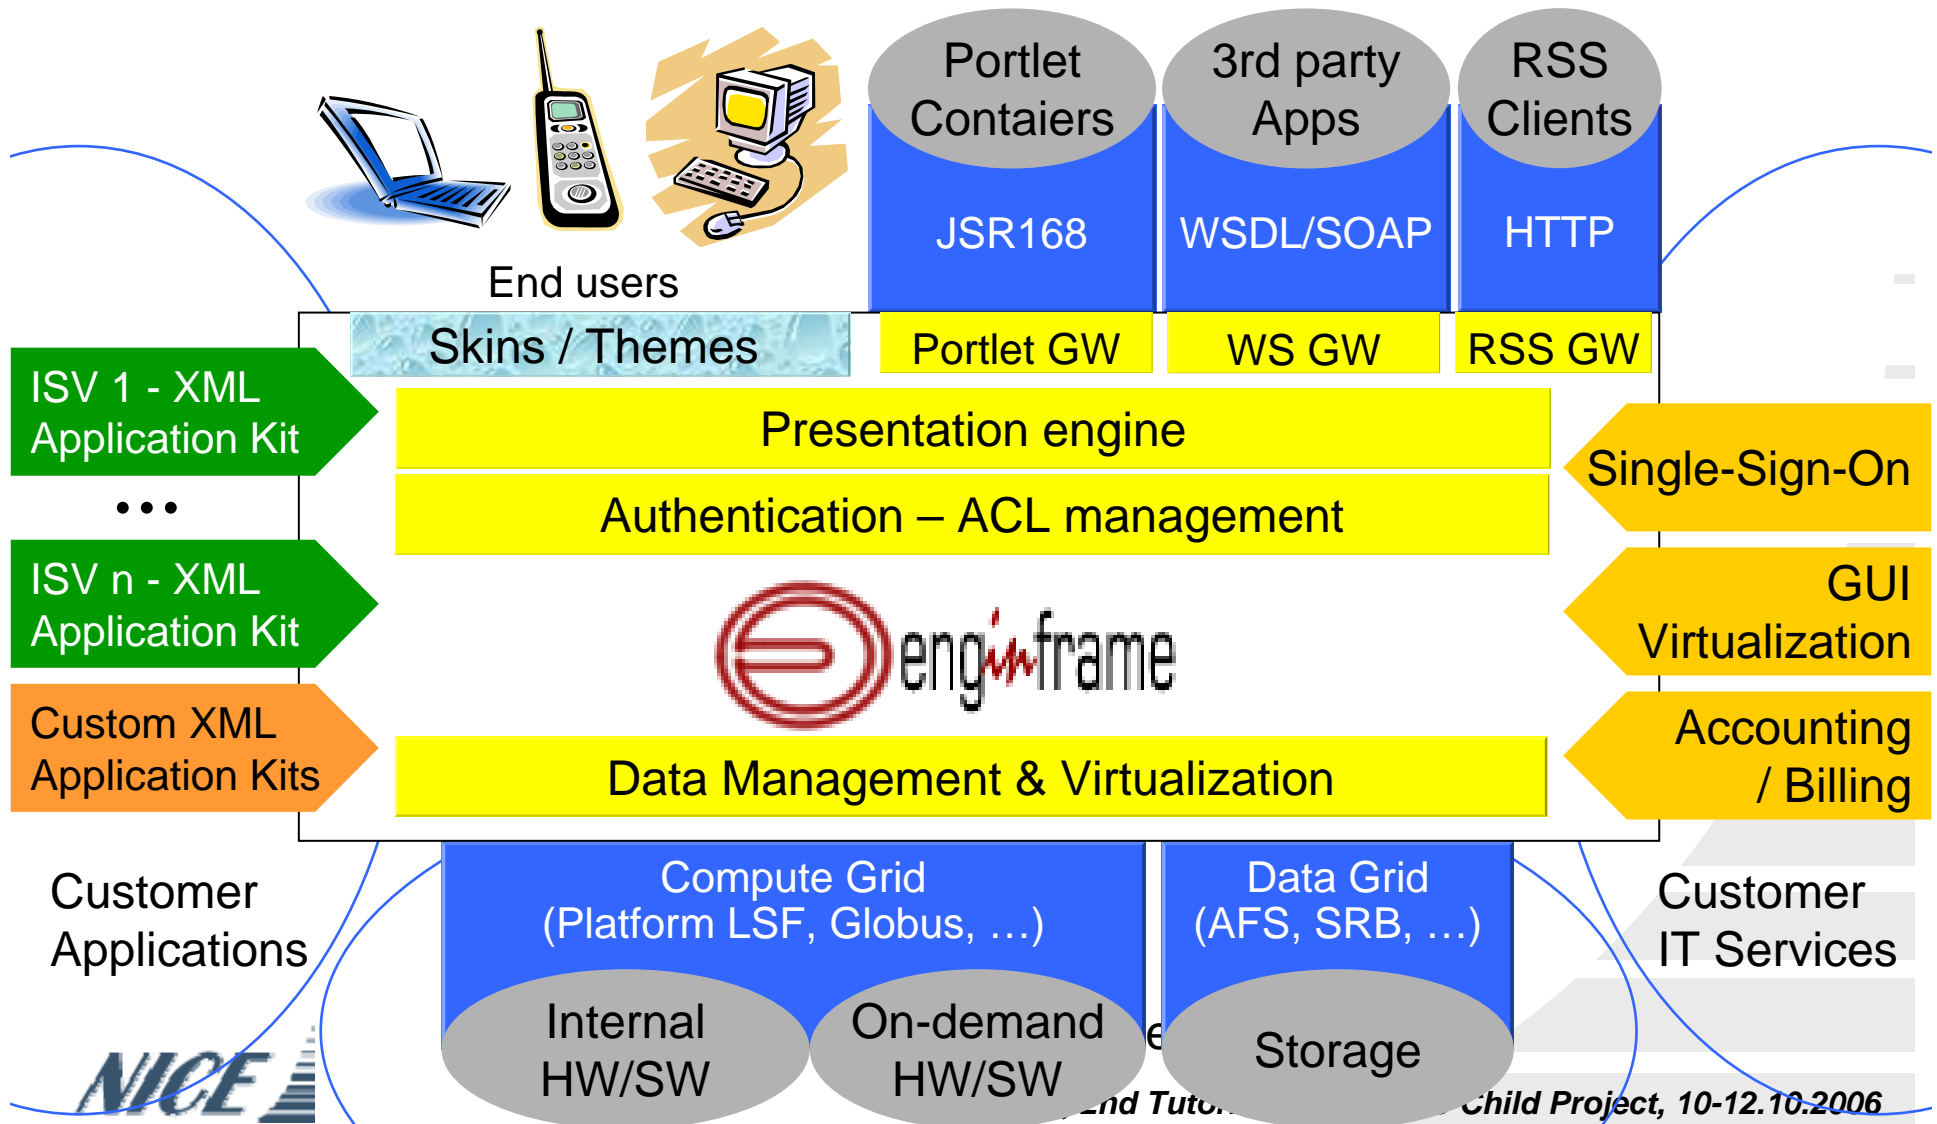 Portlet
Contaiers
3rd party
Apps
RSS
Clients
JSR168
WSDL/SOAP
HTTP
End users
Skins / Themes
Portlet GW
WS GW
RSS GW
ISV 1 - XML
Application Kit
Presentation engine
Single-Sign-On
•••
Authentication – ACL management
ISV n - XML
Application Kit
GUI
Virtualization
enginframe
Custom XML
Application Kits
Accounting
/ Billing
Data Management & Virtualization
Customer
Applications
Compute Grid
(Platform LSF, Globus, …)
Data Grid
(AFS, SRB, …)
Customer
IT Services
Internal
HW/SW
On-demand
HW/SW
Storage
NICE
2nd Child Project, 10-12.10.2006